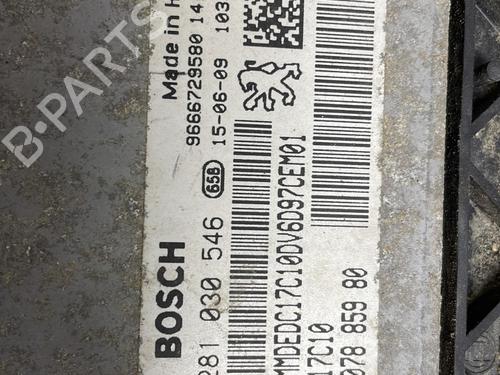 Made in H
9666729580 14
15-06-09 103
658
BOSCH
281 030 546
MMDEDC17C10DV6D97CEM01
17C10
078 859 80
B-PARTS